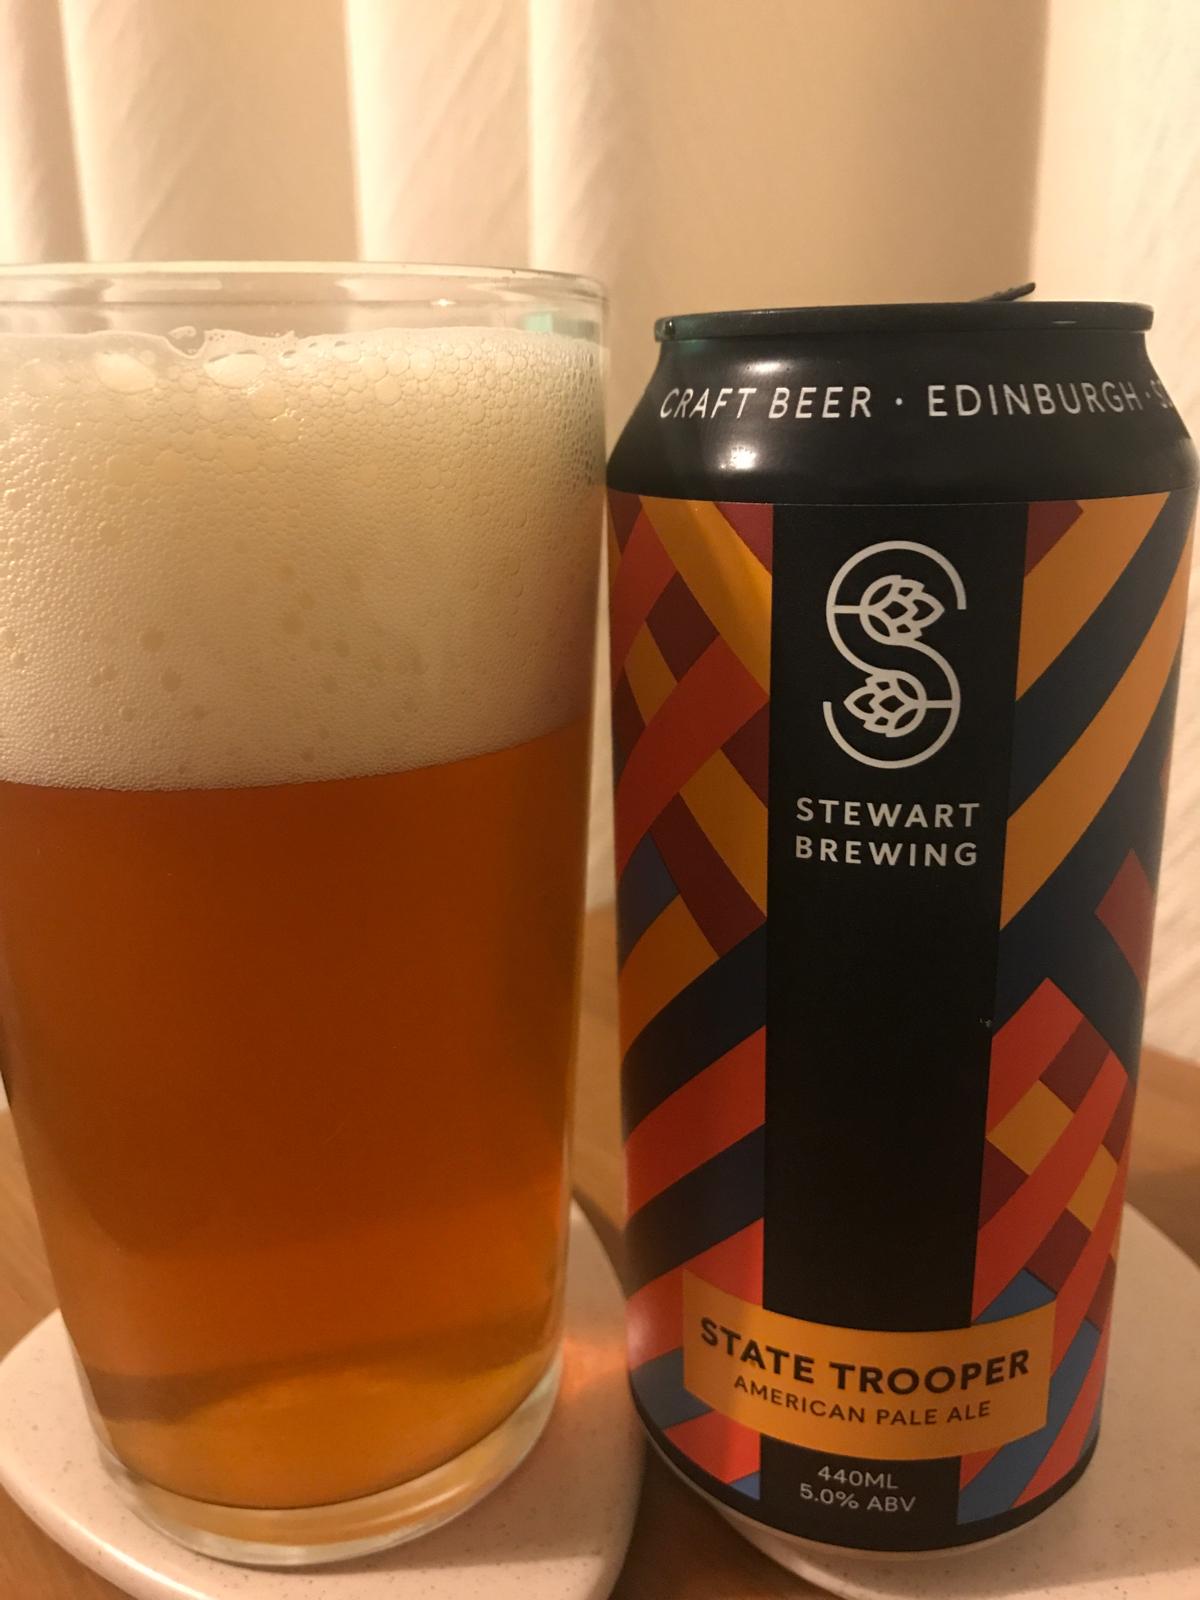 CRAFT BEER · EDINBURGH ·
STEWART
BREWING
STATE TROOPER
AMERICAN PALE ALE
440ML
5.0% ABV